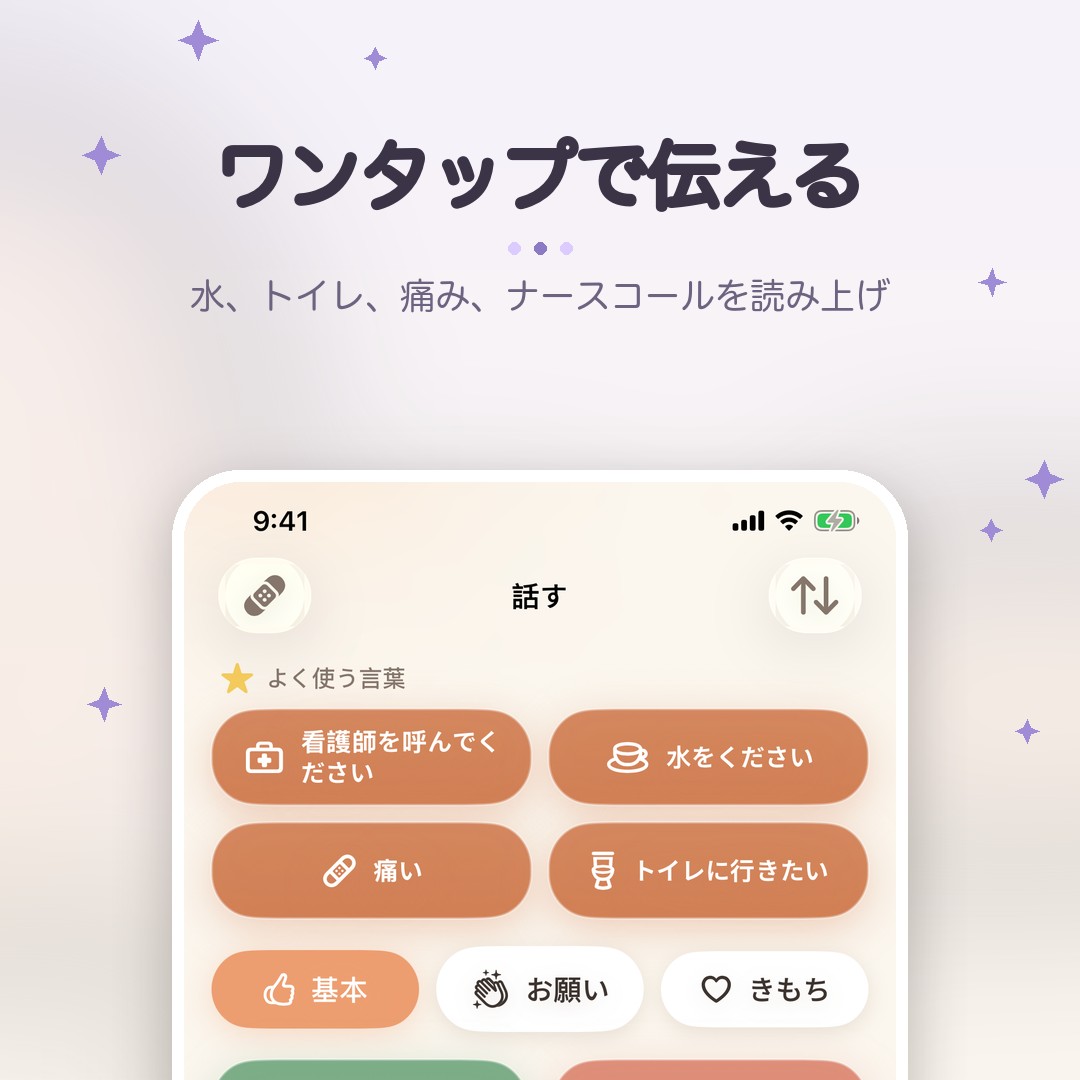 ワンタップで伝える
水、トイレ、痛み、ナースコールを読み上げ
9:41
話す
よく使う言葉
看護師を呼んでく
ださい
水をください
痛い
トイレに行きたい
基本
お願い
きもち